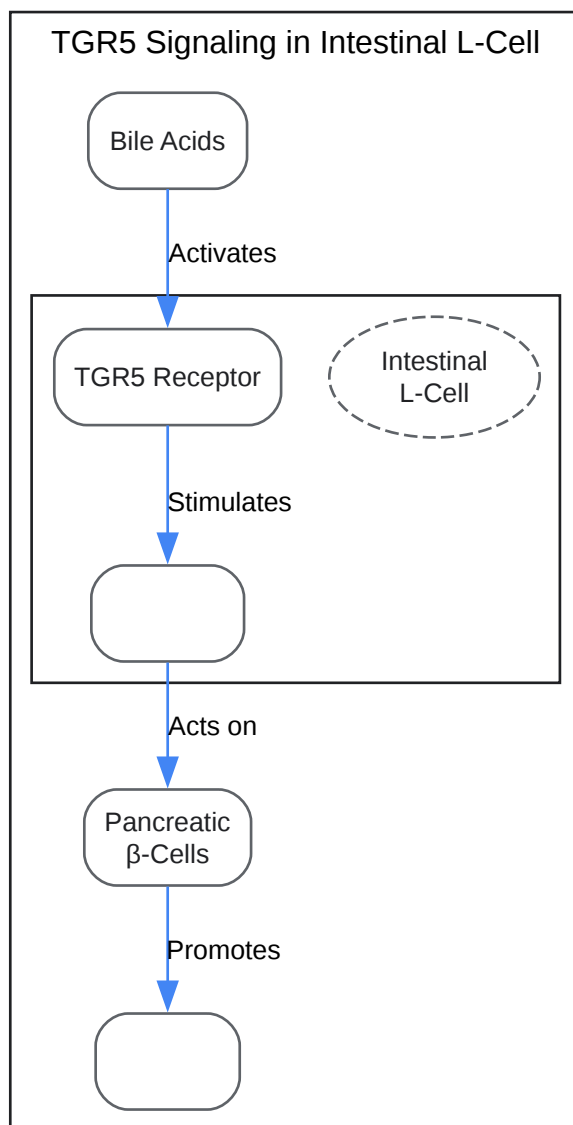 TGR5 Signaling in Intestinal L-Cell
Bile Acids
Activates
TGR5 Receptor
Intestinal
L-Cell
Stimulates
Acts on
Pancreatic
β-Cells
Promotes